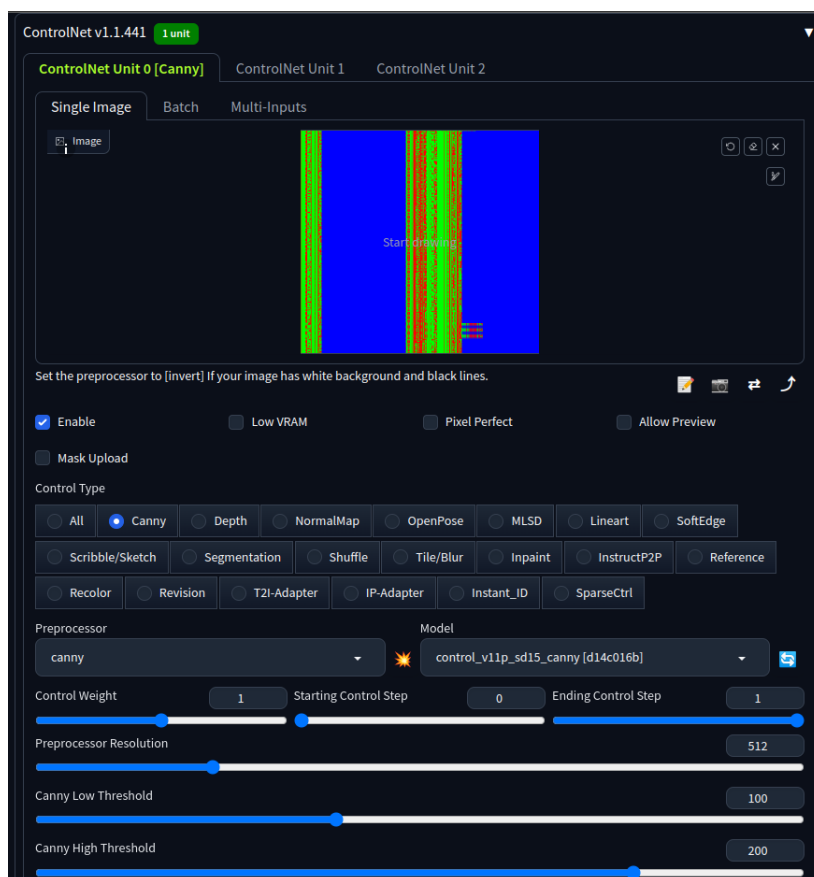 ControlNet v1.1.441 1 unit
ControlNet Unit 0 [Canny] ControlNet Unit 1 ControlNet Unit 2
Single Image Batch Multi-Inputs
Image
Start drawing
Set the preprocessor to [invert] If your image has white background and black lines.
Enable Low VRAM Pixel Perfect Allow Preview
Mask Upload
Control Type
All Canny Depth NormalMap OpenPose MLSD Lineart SoftEdge
Scribble/Sketch Segmentation Shuffle Tile/Blur Inpaint InstructP2P Reference
Recolor Revision T2I-Adapter IP-Adapter Instant_ID SparseCtrl
Preprocessor Model
canny control_v11p_sd15_canny [d14c016b]
Control Weight 1 Starting Control Step 0 Ending Control Step 1
Preprocessor Resolution 512
Canny Low Threshold 100
Canny High Threshold 200